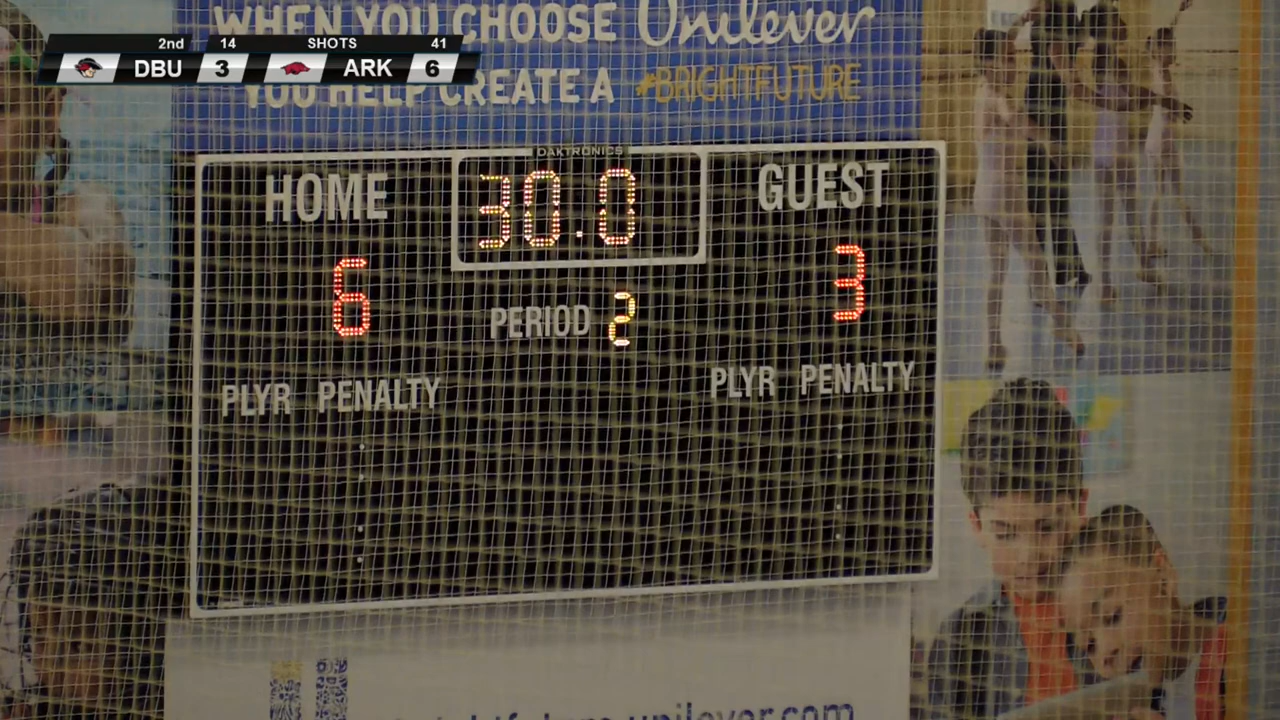 WHEN YOU CHOOSE Unilever
2nd 14 SHOTS 41
DBU 3 ARK 6
YOU HELP CREATE A #BRIGHTFUTURE
DAKTRONICS
HOME 30.0 GUEST
6 3
PERIOD 2
PLYR PENALTY PLYR PENALTY
unilever.com